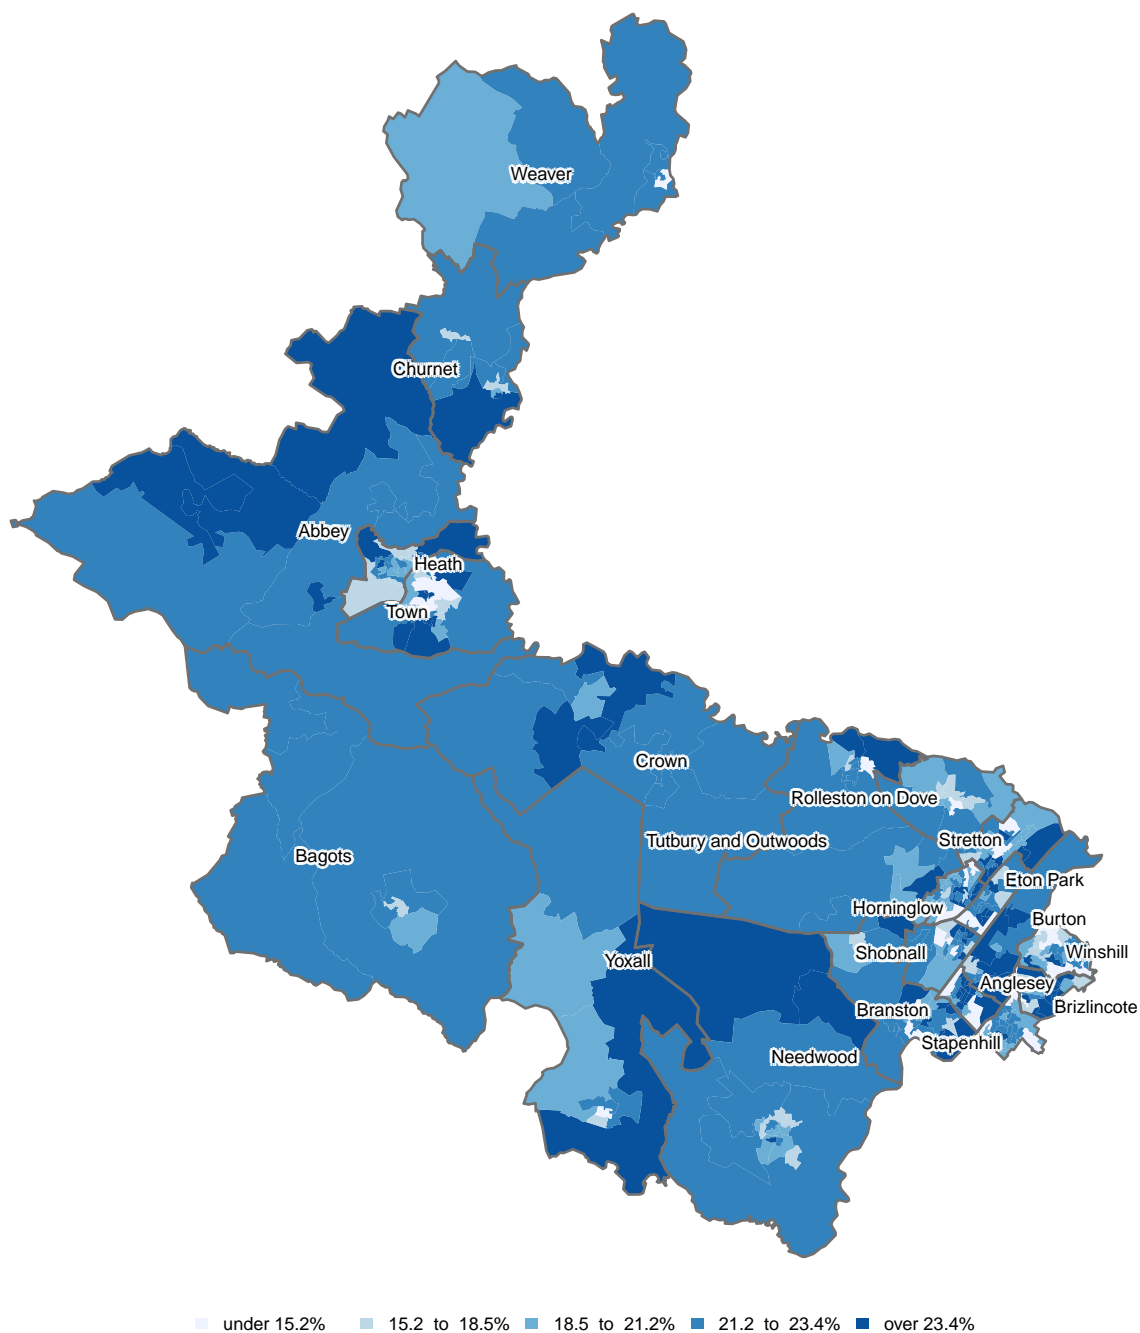 Weaver
Churnet
Abbey
Heath
Town
Crown
Rolleston on Dove
Tutbury and Outwoods
Stretton
Bagots
Eton Park
Horninglow
Burton
Shobnall
Winshill
Yoxall
Anglesey
Branston
Brizlincote
Stapenhill
Needwood
under 15.2% 15.2 to 18.5% 18.5 to 21.2% 21.2 to 23.4% over 23.4%